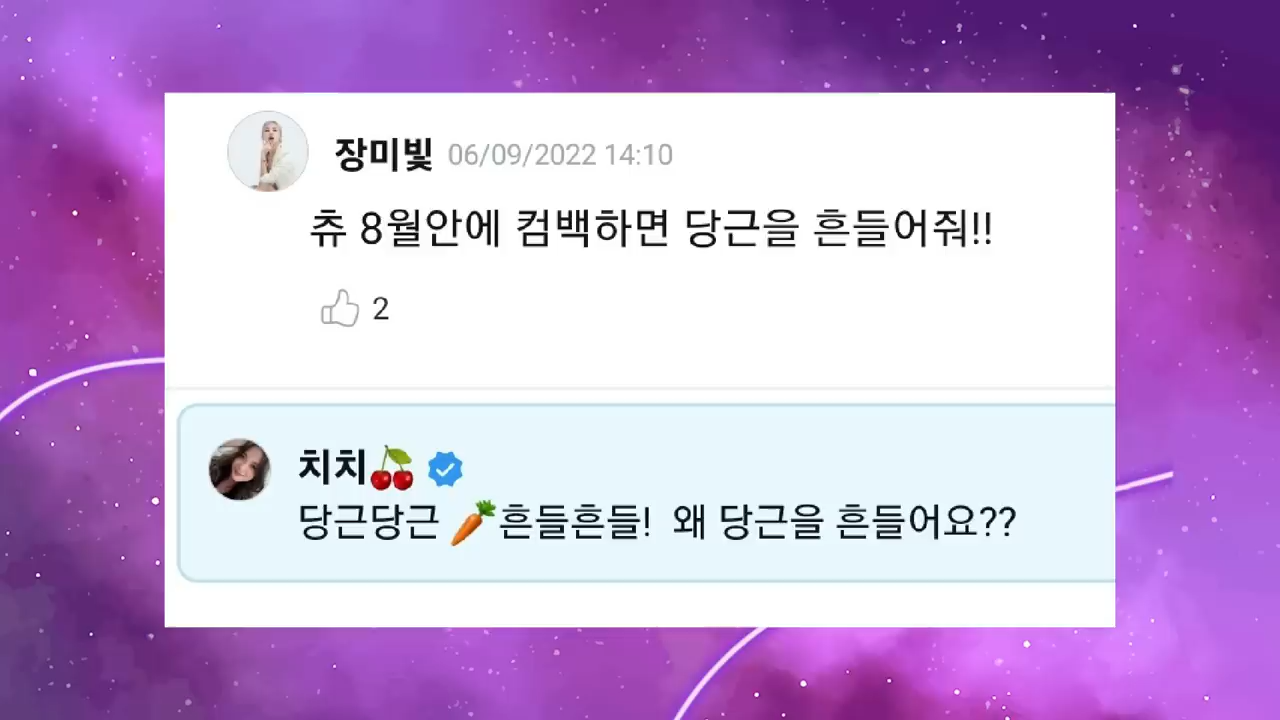 장미빛 06/09/2022 14:10
츄 8월안에 컴백하면 당근을 흔들어줘!!
2
치치🍒
당근당근 🥕흔들흔들!  왜 당근을 흔들어요??